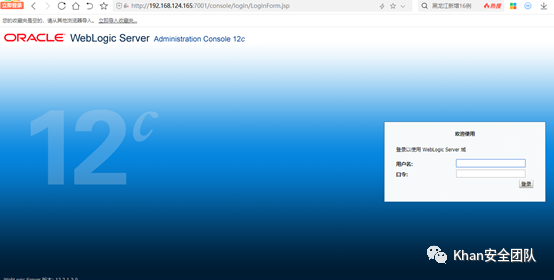 立即登录
http://192.168.124.165:7001/console/login/LoginForm.jsp
黑龙江新增16例
热搜
您的收藏夹是空的，请从其他浏览器导入。 立即导入收藏夹...
ORACLE WebLogic Server Administration Console 12c
12c
欢迎使用
登录以使用 WebLogic Server 域
用户名:
口令:
登录
Khan安全团队
WebLogic Server 版本: 12.2.1.3.0